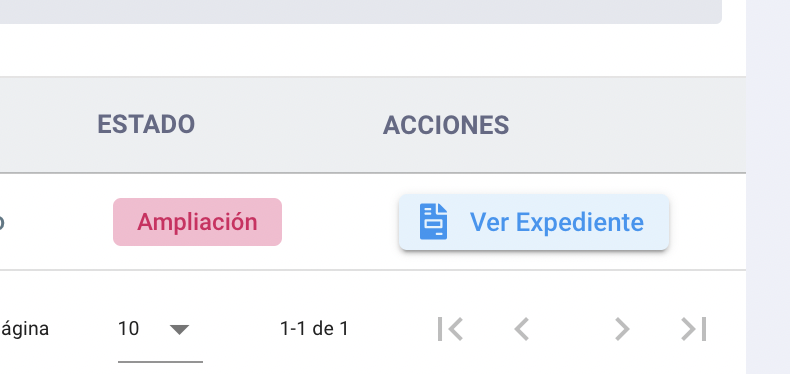 ESTADO ACCIONES
Ampliación Ver Expediente
10 1-1 de 1